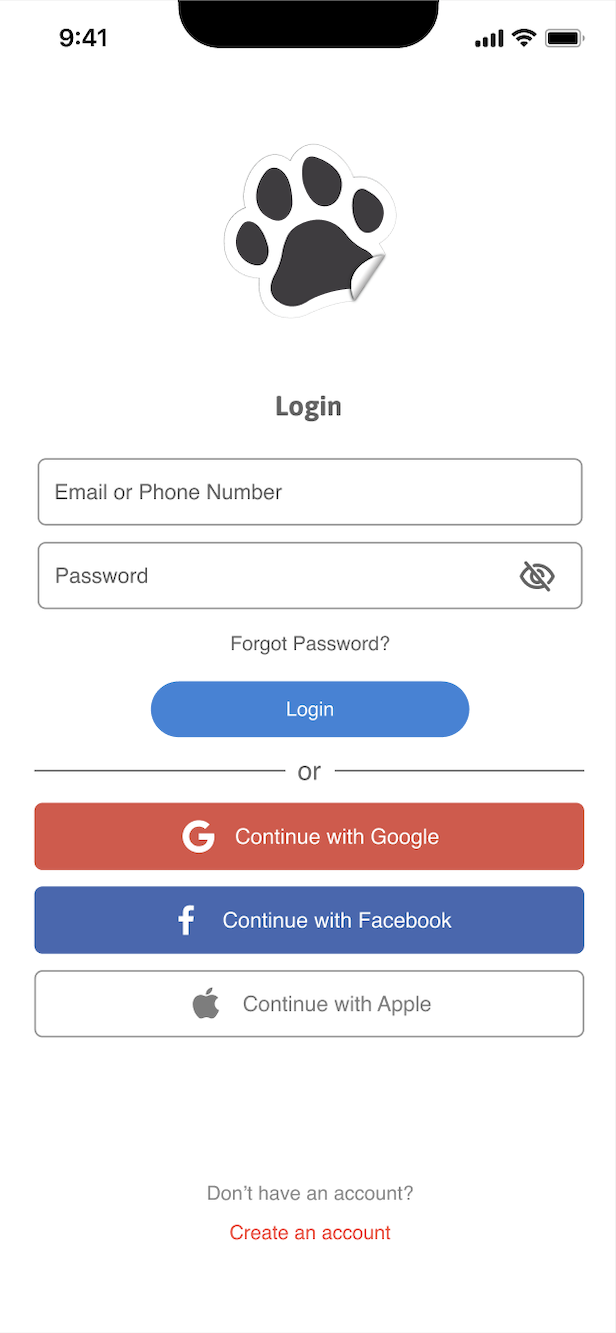 9:41
Login
Email or Phone Number
Password
Forgot Password?
Login
or
Continue with Google
Continue with Facebook
Continue with Apple
Don’t have an account?
Create an account